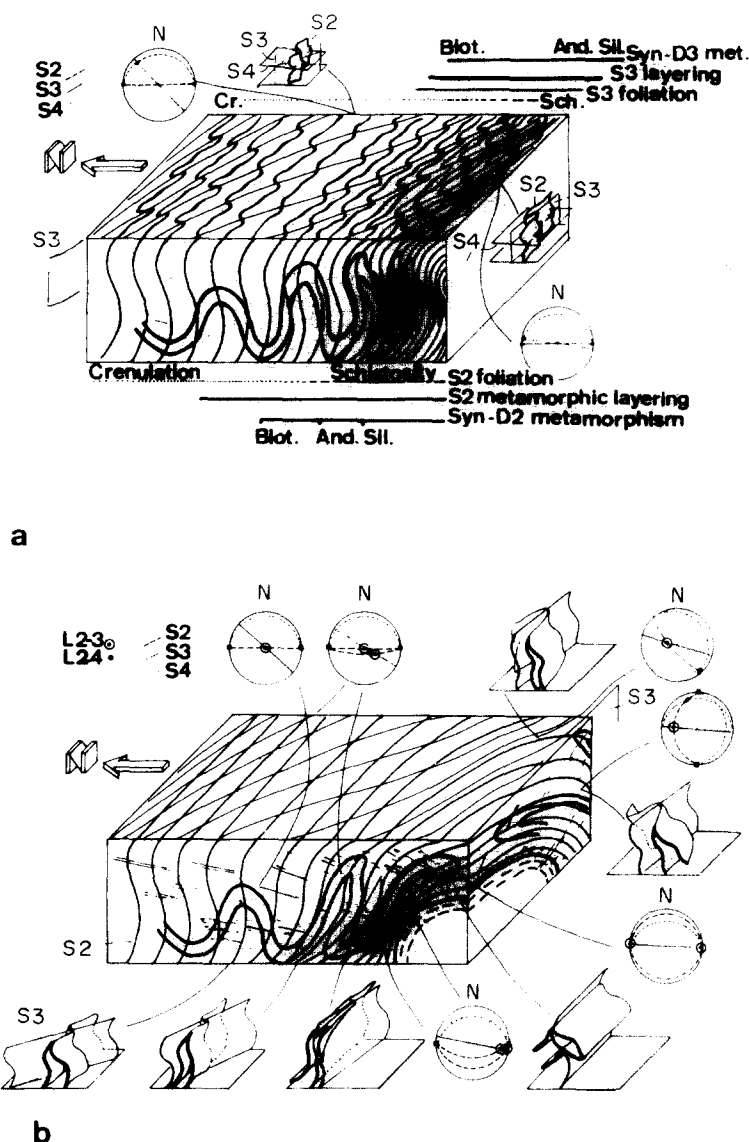 N
S2
S3
S4
S2
S3
S4
Biot. And. Sil. Syn-D3 met.
S3 layering
S3 foliation
Cr. Sch.
N
S3
S2
S3
S4
N
Crenulation Schistosity S2 foliation
S2 metamorphic layering
Syn-D2 metamorphism
Biot. And. Sil.
a
N
N
N
L2-3
L2-4
S2
S3
S4
S3
N
S2
N
S3
N
b